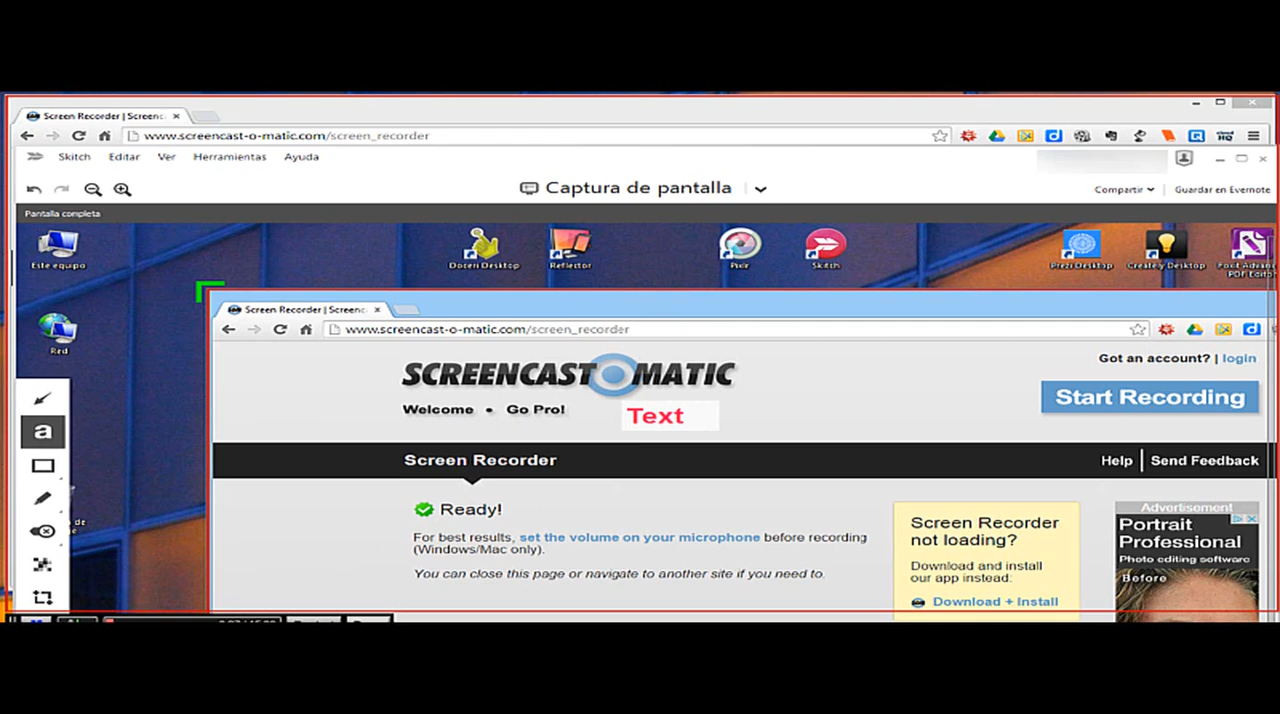 Screen Recorder | Screenc
www.screencast-o-matic.com/screen_recorder
Skitch Editar Ver Herramientas Ayuda
Captura de pantalla
Compartir Guardar en Evernote
Pantalla completa
Este equipo
Doceri Desktop
Reflector
Pixlr
Skitch
Prezi Desktop
Creately Desktop
PDF
Red
Screen Recorder | Screenc
www.screencast-o-matic.com/screen_recorder
SCREENCAST O MATIC
Got an account? | login
Start Recording
Welcome • Go Pro!
Text
a
Screen Recorder
Help | Send Feedback
Ready!
For best results, set the volume on your microphone before recording
(Windows/Mac only).
You can close this page or navigate to another site if you need to.
Screen Recorder
not loading?
Download and install
our app instead:
Download + Install
Advertisement
Portrait
Professional
Photo editing software
Before